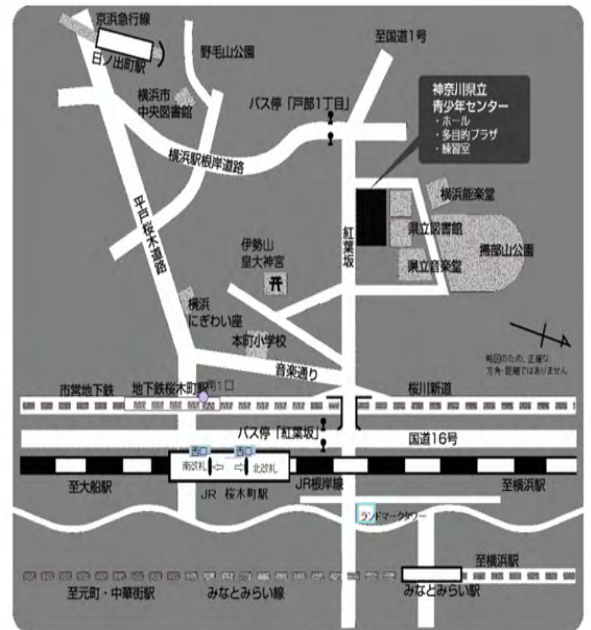 京浜急行線
日ノ出町駅
野毛山公園
至国道1号
横浜市
中央図書館
バス停「戸部1丁目」
神奈川県立
青少年センター
・ホール
・多目的プラザ
・練習室
横浜駅根岸道路
横浜能楽堂
平戸桜木道路
紅葉坂
県立図書館
掃部山公園
伊勢山
皇大神宮
県立音楽堂
横浜
にぎわい座
本町小学校
略図のため、正確な
方角・距離ではありません
音楽通り
市営地下鉄
地下鉄桜木町駅
南1口
桜川新道
バス停「紅葉坂」
国道16号
西口
西口
南改札
北改札
至大船駅
JR 桜木町駅
JR根岸線
至横浜駅
ランドマークタワー
至横浜駅
至元町・中華街駅
みなとみらい線
みなとみらい駅